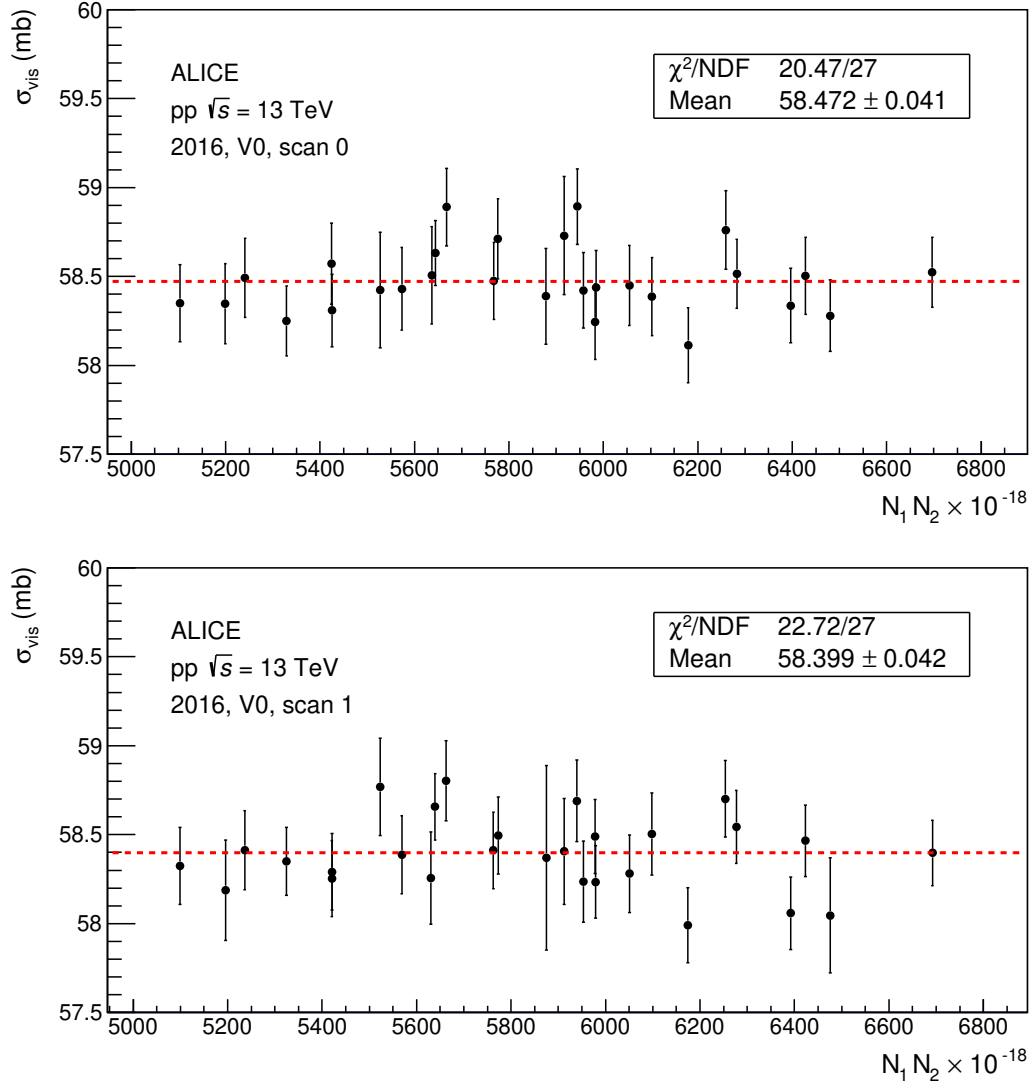 60
59.5
59
58.5
58
57.5
σvis (mb)
ALICE
pp √s = 13 TeV
2016, V0, scan 0
χ²/NDF 20.47/27
Mean 58.472 ± 0.041
5000 5200 5400 5600 5800 6000 6200 6400 6600 6800
N₁ N₂ × 10⁻¹⁸
60
59.5
59
58.5
58
57.5
σvis (mb)
ALICE
pp √s = 13 TeV
2016, V0, scan 1
χ²/NDF 22.72/27
Mean 58.399 ± 0.042
5000 5200 5400 5600 5800 6000 6200 6400 6600 6800
N₁ N₂ × 10⁻¹⁸